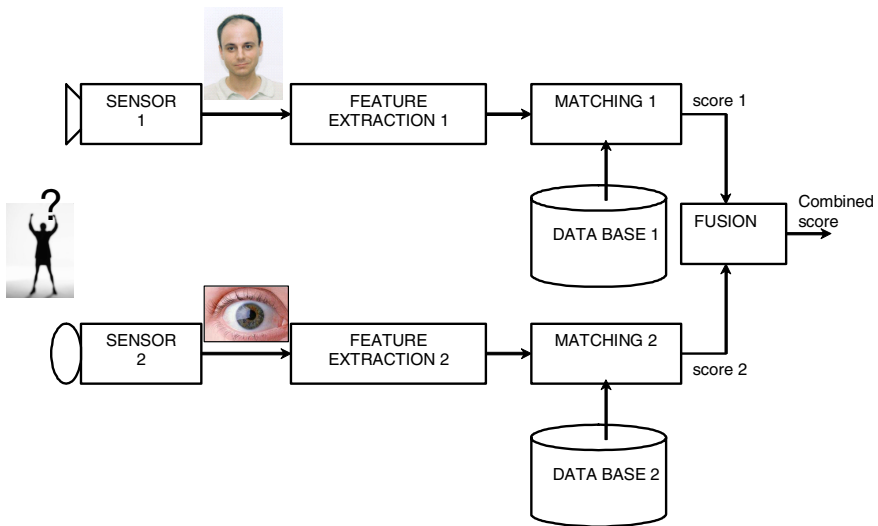 SENSOR
1
FEATURE
EXTRACTION 1
MATCHING 1
score 1
DATA BASE 1
FUSION
Combined
score
?
SENSOR
2
FEATURE
EXTRACTION 2
MATCHING 2
score 2
DATA BASE 2